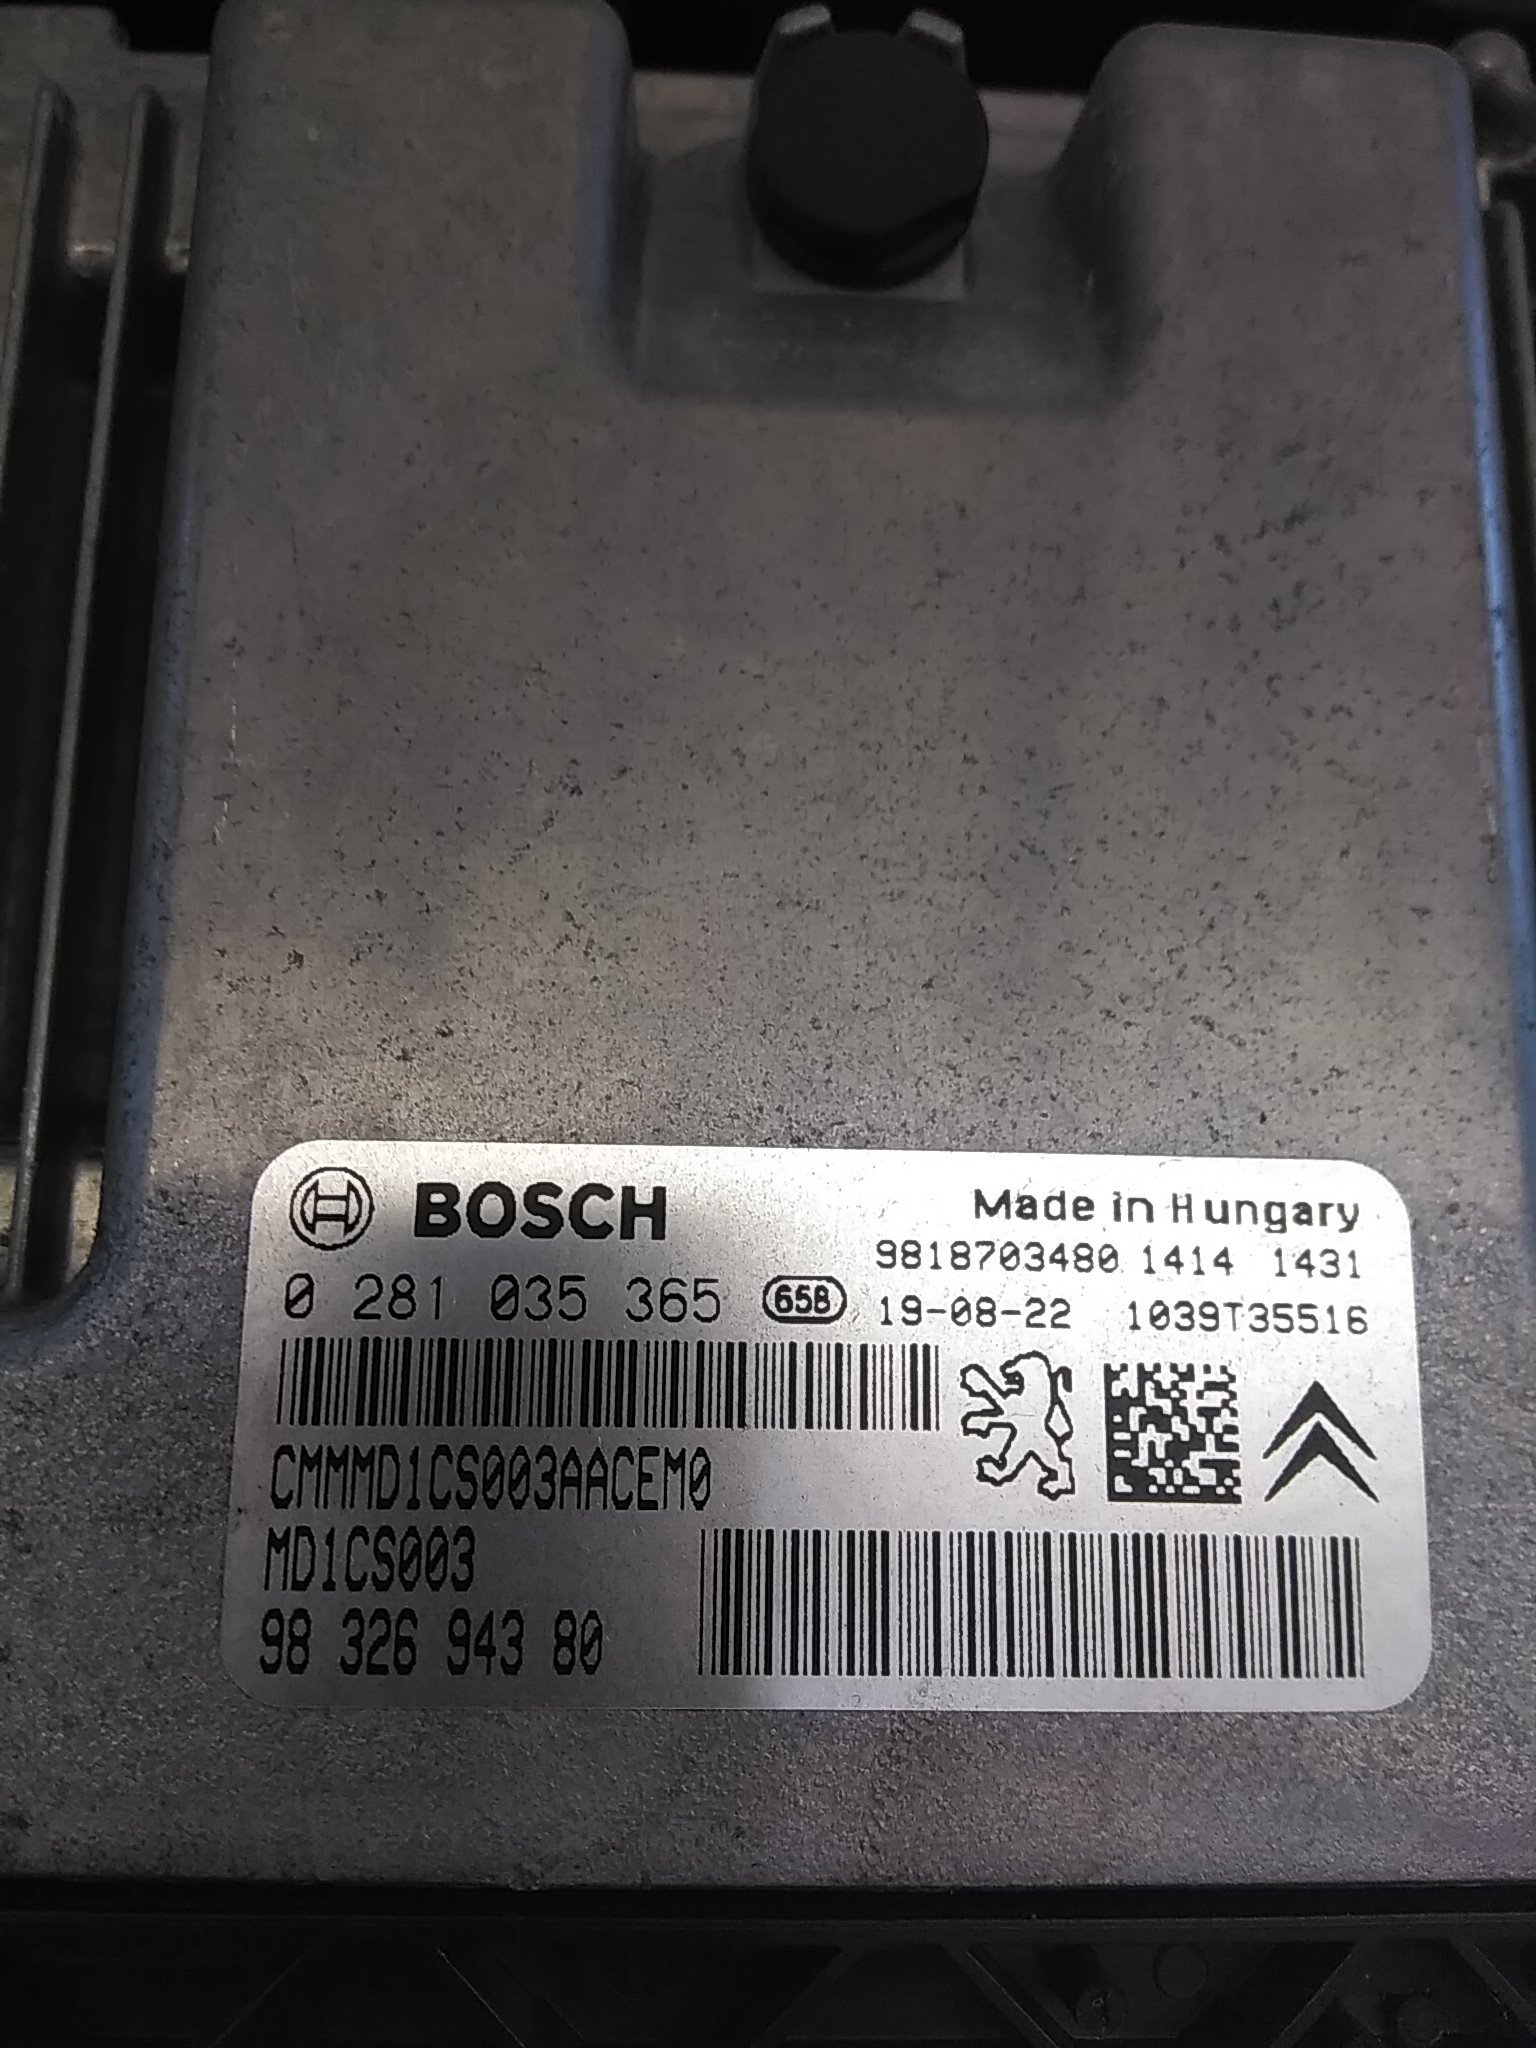 BOSCH
Made in Hungary
9818703480 1414 1431
0 281 035 365 658 19-08-22 1039T35516
CMMMD1CS003AACEM0
MD1CS003
98 326 943 80